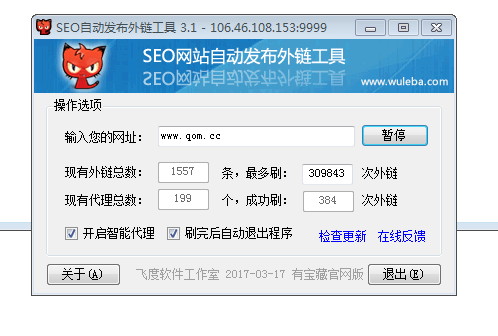 SEO自动发布外链工具 3.1 - 106.46.108.153:9999
SEO网站自动发布外链工具
www.wuleba.com
操作选项
输入您的网址： www.qom.cc 暂停
现有外链总数： 1557 条，最多刷： 309843 次外链
现有代理总数： 199 个，成功刷： 384 次外链
开启智能代理 刷完后自动退出程序 检查更新 在线反馈
关于(A) 飞度软件工作室 2017-03-17 有宝藏官网版 退出(E)